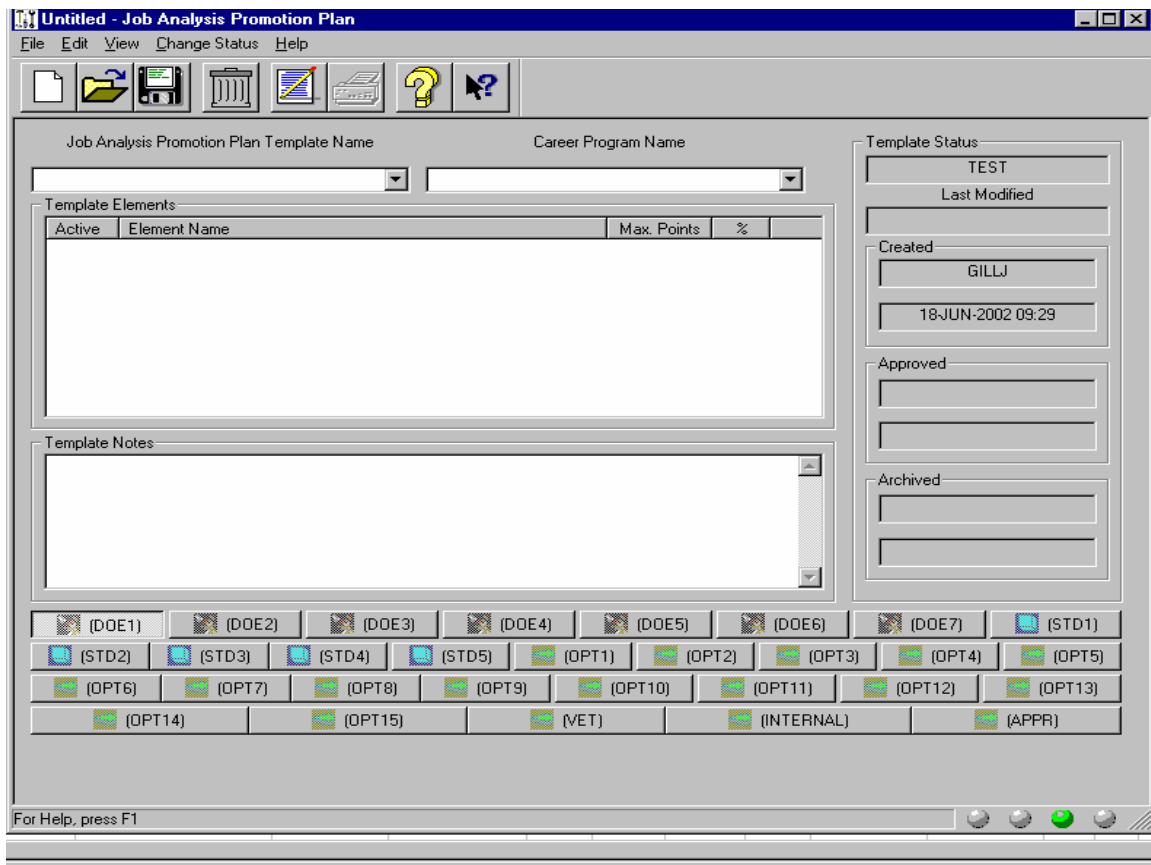 Untitled - Job Analysis Promotion Plan
File Edit View Change Status Help
Job Analysis Promotion Plan Template Name
Career Program Name
Template Elements
Active Element Name Max. Points %
Template Notes
Template Status
TEST
Last Modified
Created
GILLJ
18-JUN-2002 09:29
Approved
Archived
(DOE1) (DOE2) (DOE3) (DOE4) (DOE5) (DOE6) (DOE7) (STD1)
(STD2) (STD3) (STD4) (STD5) (OPT1) (OPT2) (OPT3) (OPT4) (OPT5)
(OPT6) (OPT7) (OPT8) (OPT9) (OPT10) (OPT11) (OPT12) (OPT13)
(OPT14) (OPT15) (VET) (INTERNAL) (APPR)
For Help, press F1